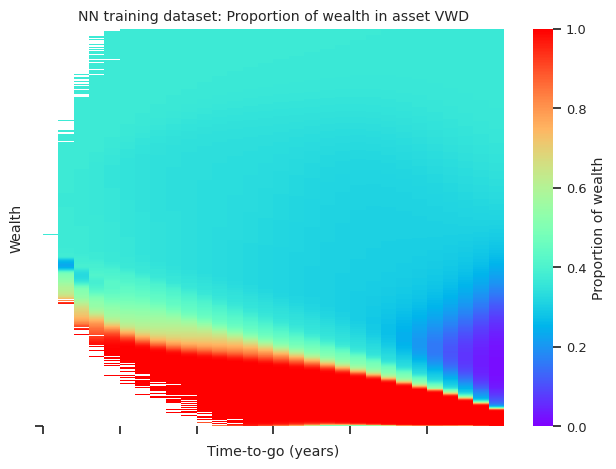 NN training dataset: Proportion of wealth in asset VWD
Wealth
Time-to-go (years)
1.0
0.8
0.6
0.4
0.2
0.0
Proportion of wealth